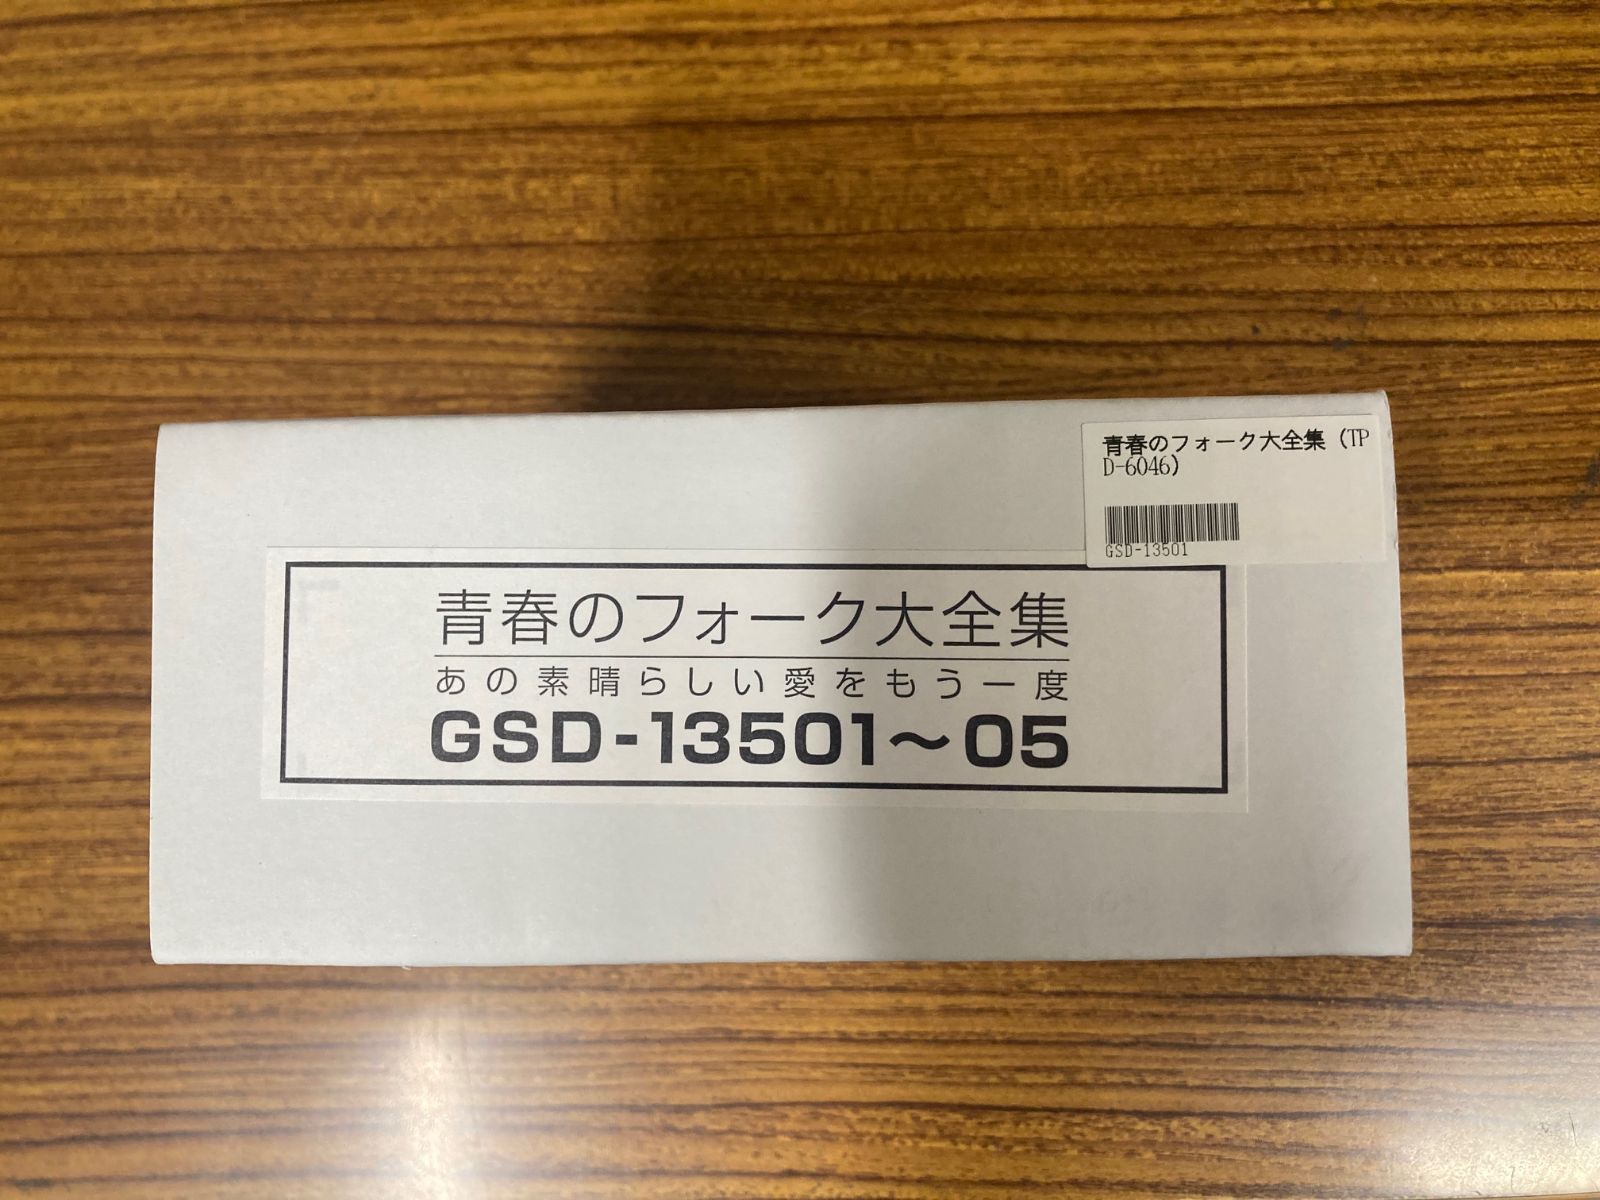 青春のフォーク大全集（TP
D-6046）
GSD-13501
青春のフォーク大全集
あの素晴らしい愛をもう一度
GSD-13501～05